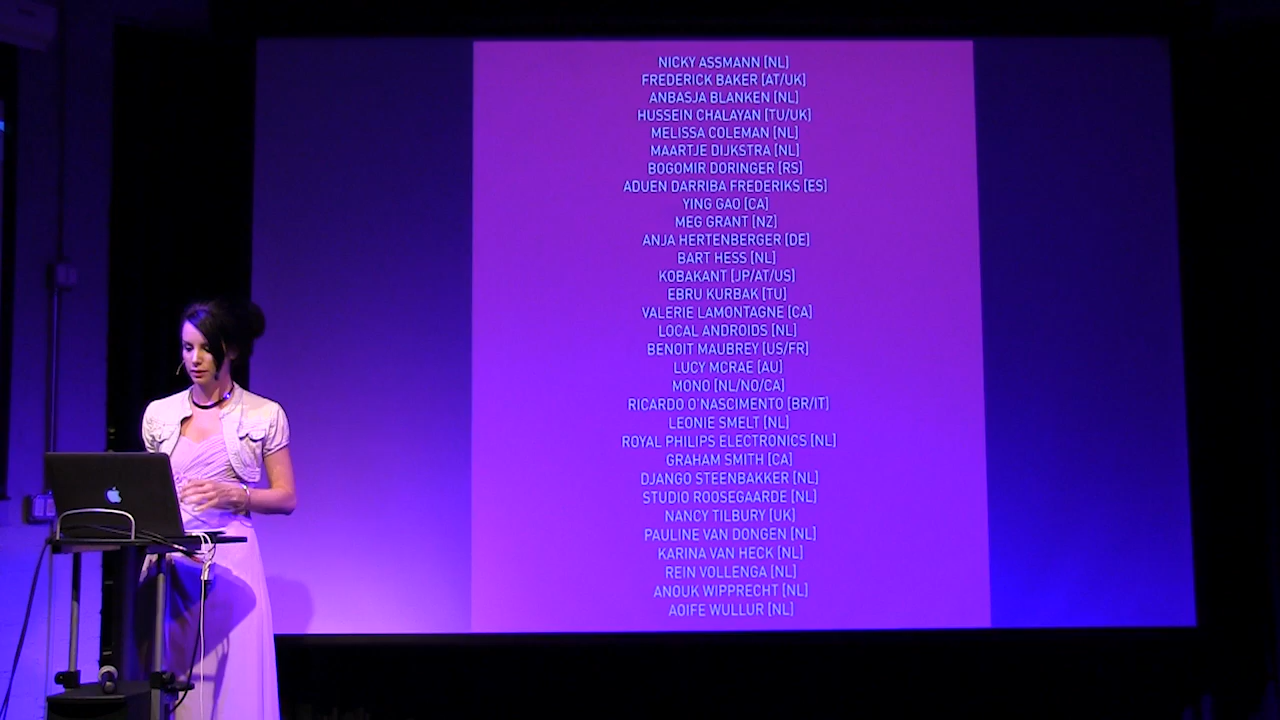 NICKY ASSMANN [NL]
FREDERICK BAKER [AT/UK]
ANBASJA BLANKEN [NL]
HUSSEIN CHALAYAN [TU/UK]
MELISSA COLEMAN [NL]
MAARTJE DIJKSTRA [NL]
BOGOMIR DORINGER [RS]
ADUEN DARRIBA FREDERIKS [ES]
YING GAO [CA]
MEG GRANT [NZ]
ANJA HERTENBERGER [DE]
BART HESS [NL]
KOBAKANT [JP/AT/US]
EBRU KURBAK [TU]
VALERIE LAMONTAGNE [CA]
LOCAL ANDROIDS [NL]
BENOIT MAUBREY [US/FR]
LUCY MCRAE [AU]
MONO [NL/NO/CA]
RICARDO O'NASCIMENTO [BR/IT]
LEONIE SMELT [NL]
ROYAL PHILIPS ELECTRONICS [NL]
GRAHAM SMITH [CA]
DJANGO STEENBAKKER [NL]
STUDIO ROOSEGAARDE [NL]
NANCY TILBURY [UK]
PAULINE VAN DONGEN [NL]
KARINA VAN HECK [NL]
REIN VOLLENGA [NL]
ANOUK WIPPRECHT [NL]
AOIFE WULLUR [NL]